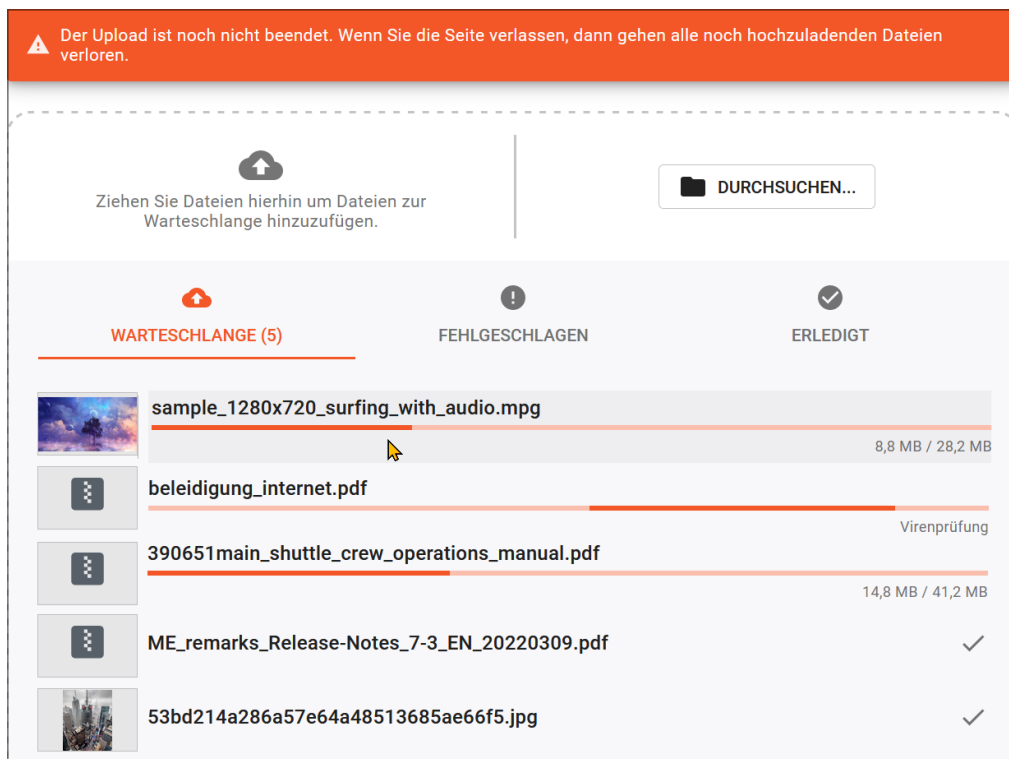 Der Upload ist noch nicht beendet. Wenn Sie die Seite verlassen, dann gehen alle noch hochzuladenden Dateien
verloren.
Ziehen Sie Dateien hierhin um Dateien zur
Warteschlange hinzuzufügen.
DURCHSUCHEN...
WARTESCHLANGE (5)
FEHLGESCHLAGEN
ERLEDIGT
sample_1280x720_surfing_with_audio.mpg
8,8 MB / 28,2 MB
beleidigung_internet.pdf
Virenprüfung
390651main_shuttle_crew_operations_manual.pdf
14,8 MB / 41,2 MB
ME_remarks_Release-Notes_7-3_EN_20220309.pdf
53bd214a286a57e64a48513685ae66f5.jpg